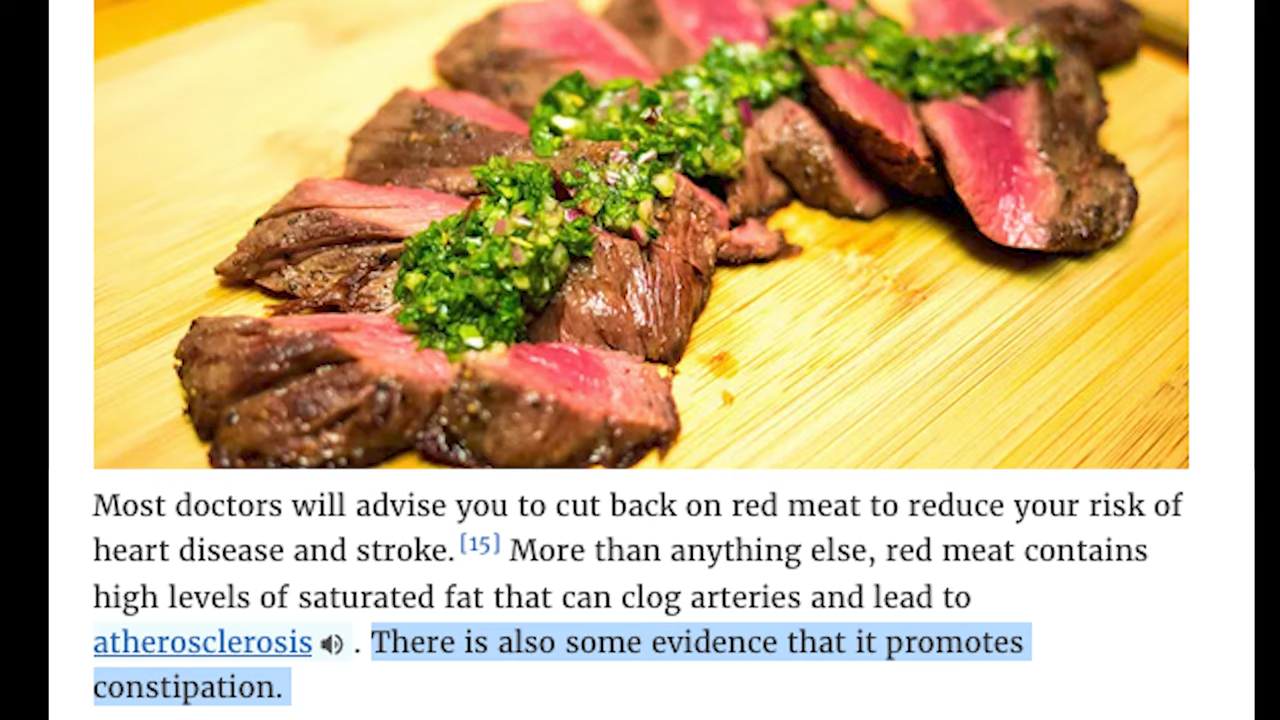 Most doctors will advise you to cut back on red meat to reduce your risk of
heart disease and stroke. [15] More than anything else, red meat contains
high levels of saturated fat that can clog arteries and lead to
atherosclerosis . There is also some evidence that it promotes
constipation.